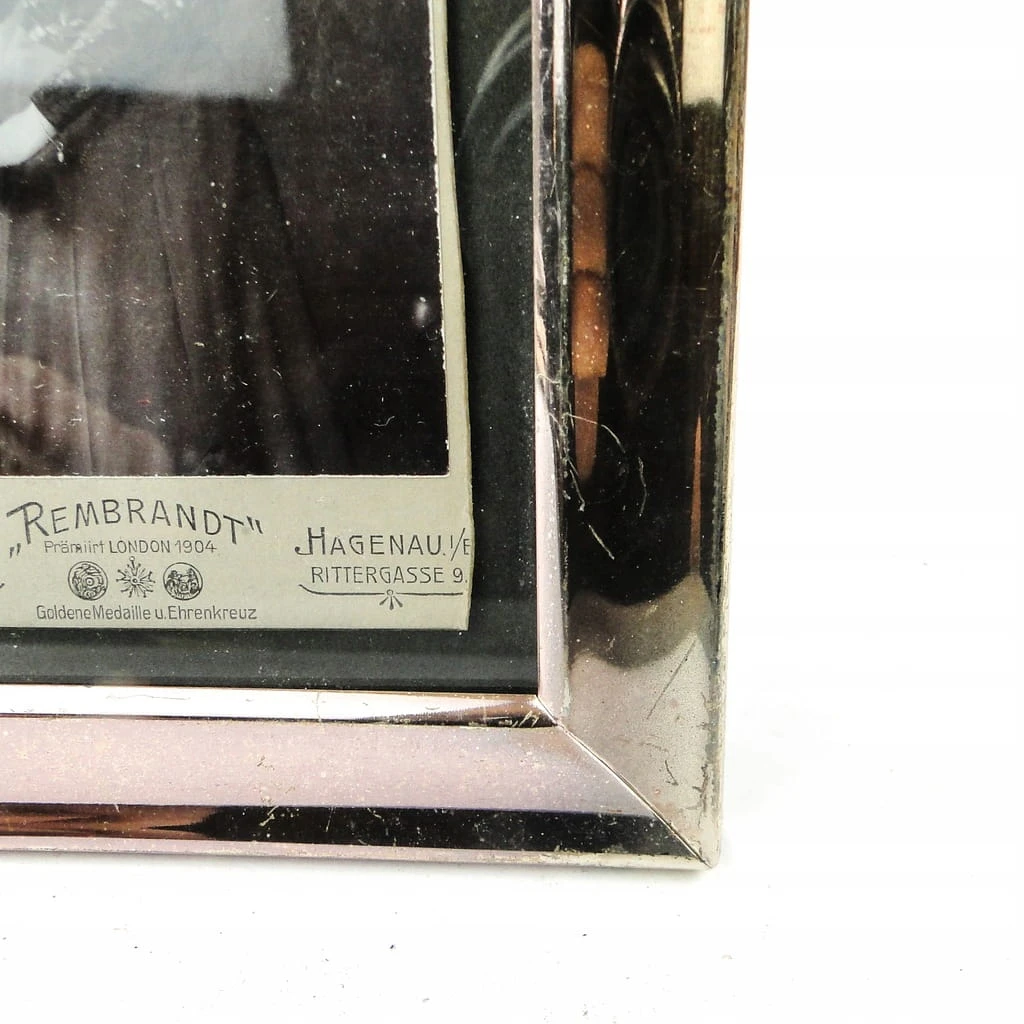 „REMBRANDT"
Prämiirt LONDON 1904
Goldene Medaille u. Ehrenkreuz
HAGENAU. I/E
RITTERGASSE 9.